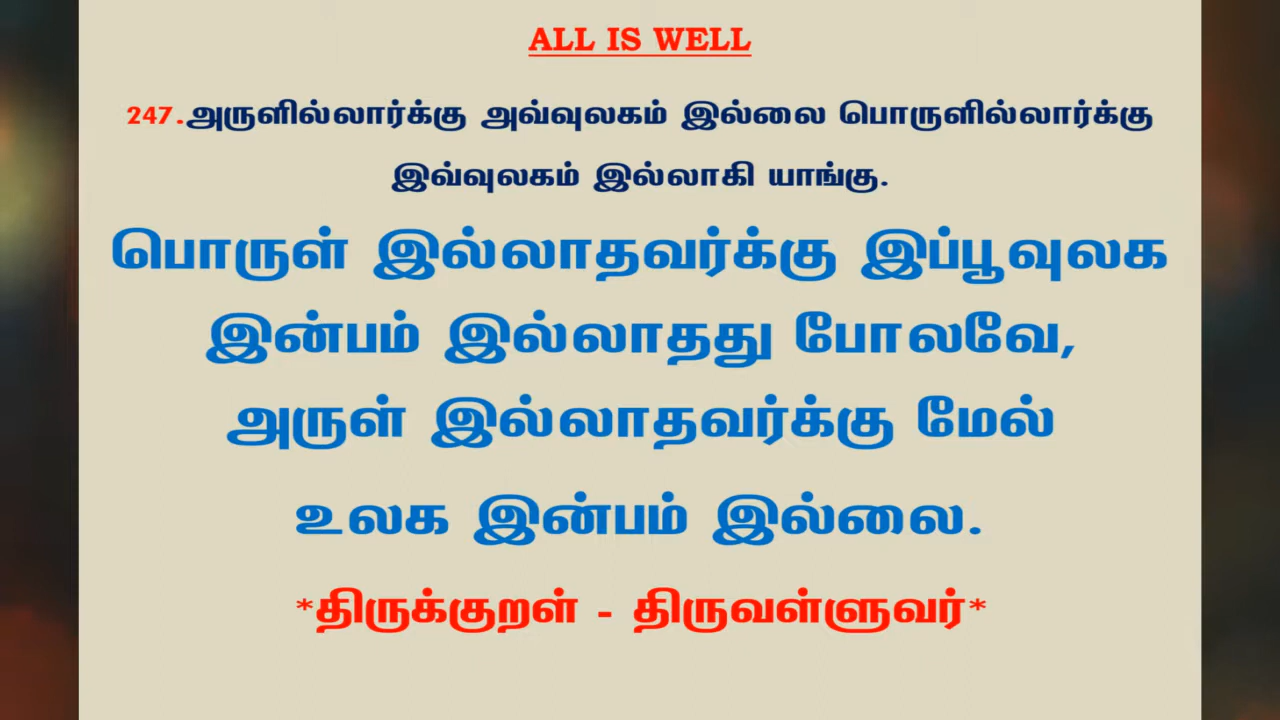 ALL IS WELL
247.அருளில்லார்க்கு அவ்வுலகம் இல்லை பொருளில்லார்க்கு
இவ்வுலகம் இல்லாகி யாங்கு.
பொருள் இல்லாதவர்க்கு இப்பூவுலக
இன்பம் இல்லாதது போலவே,
அருள் இல்லாதவர்க்கு மேல்
உலக இன்பம் இல்லை.
*திருக்குறள் - திருவள்ளுவர்*